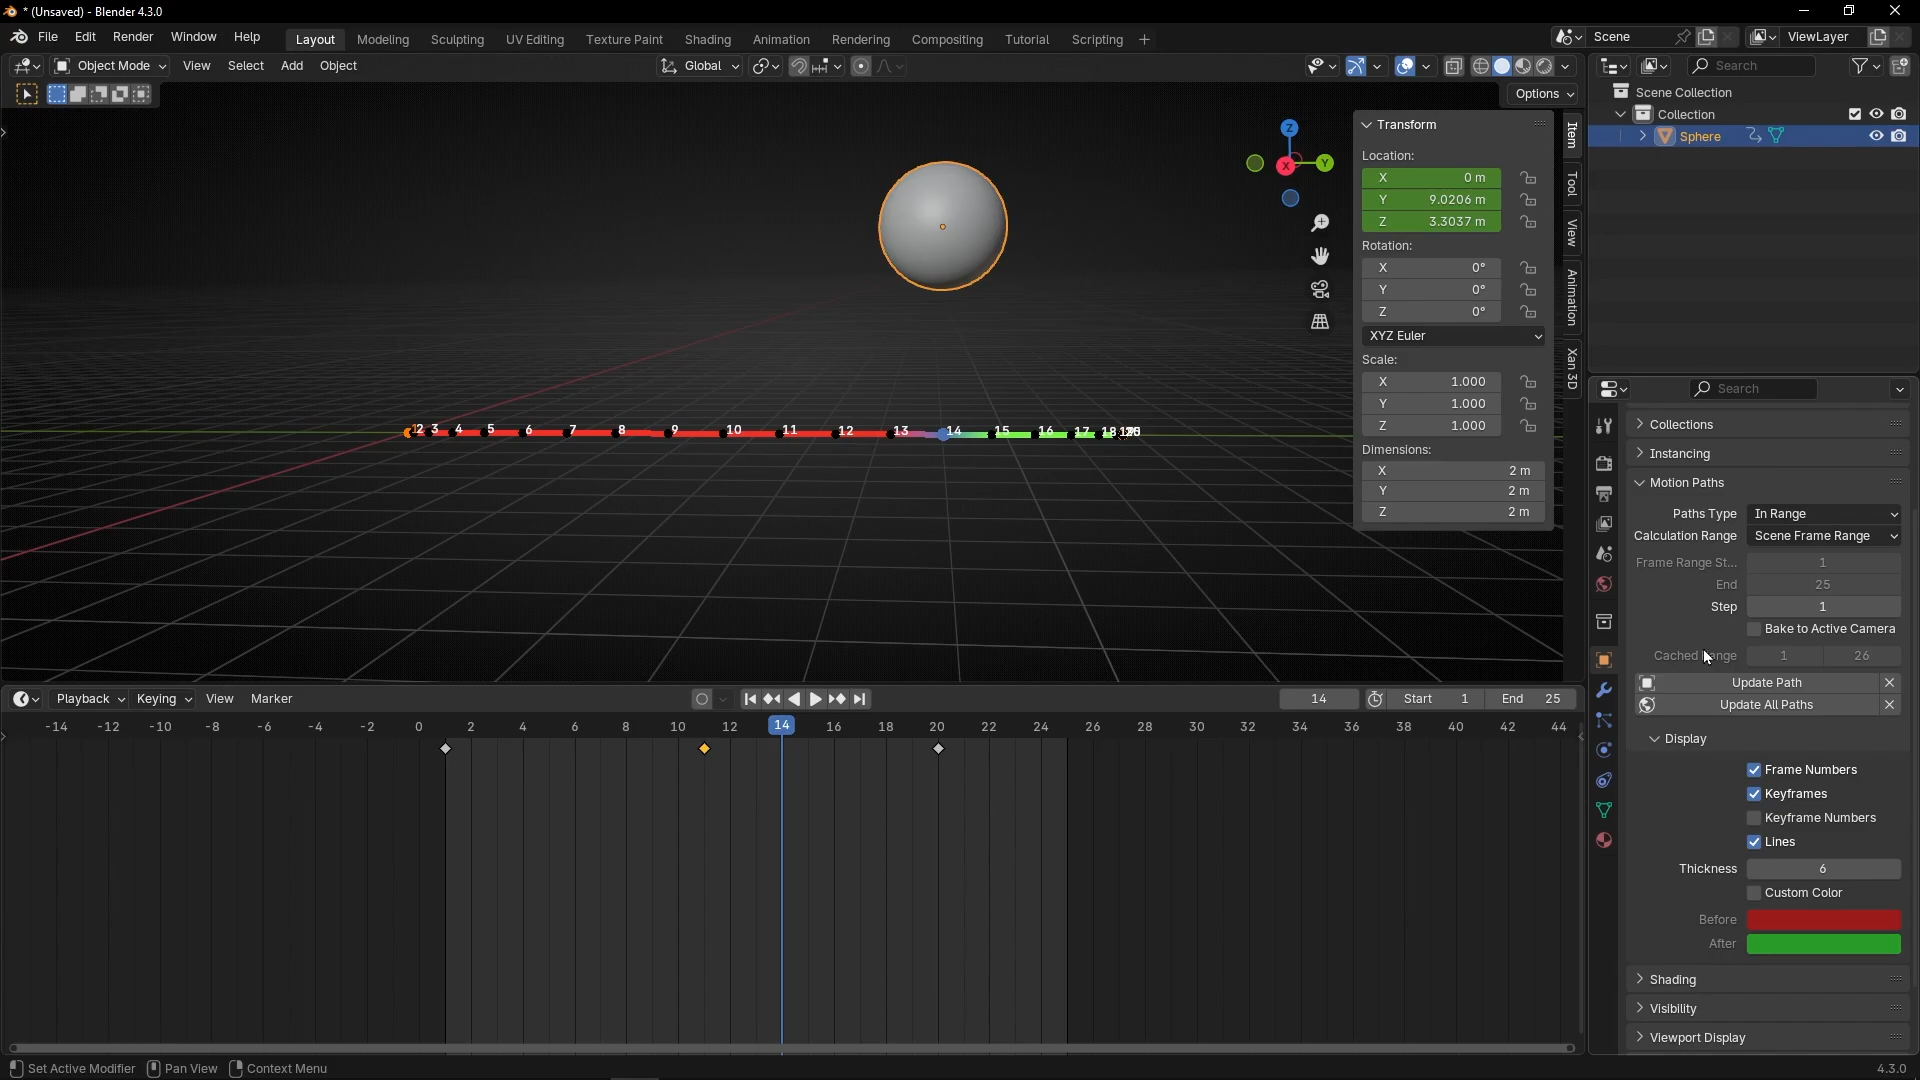 * (Unsaved) - Blender 4.3.0
File Edit Render Window Help Layout Modeling Sculpting UV Editing Texture Paint Shading Animation Rendering Compositing Tutorial Scripting + Scene ViewLayer
Object Mode View Select Add Object Global Search
Options
Scene Collection
Collection
Sphere
Transform
Location:
X 0 m
Y 9.0206 m
Z 3.3037 m
Rotation:
X 0°
Y 0°
Z 0°
XYZ Euler
Scale:
X 1.000
Y 1.000
Z 1.000
Dimensions:
X 2 m
Y 2 m
Z 2 m
Item
Tool
View
Animation
Xan 3D
Z
X
Y
2 3 4 5 6 7 8 9 10 11 12 13 14 15 16 17 18
Search
Collections
Instancing
Motion Paths
Paths Type In Range
Calculation Range Scene Frame Range
Frame Range St... 1
End 25
Step 1
Bake to Active Camera
Cached 1 26
Update Path
Update All Paths
Display
Frame Numbers
Keyframes
Keyframe Numbers
Lines
Thickness 6
Custom Color
Before
After
Shading
Visibility
Viewport Display
Playback Keying View Marker 14 Start 1 End 25
-14 -12 -10 -8 -6 -4 -2 0 2 4 6 8 10 12 14 16 18 20 22 24 26 28 30 32 34 36 38 40 42 44
Set Active Modifier Pan View Context Menu 4.3.0